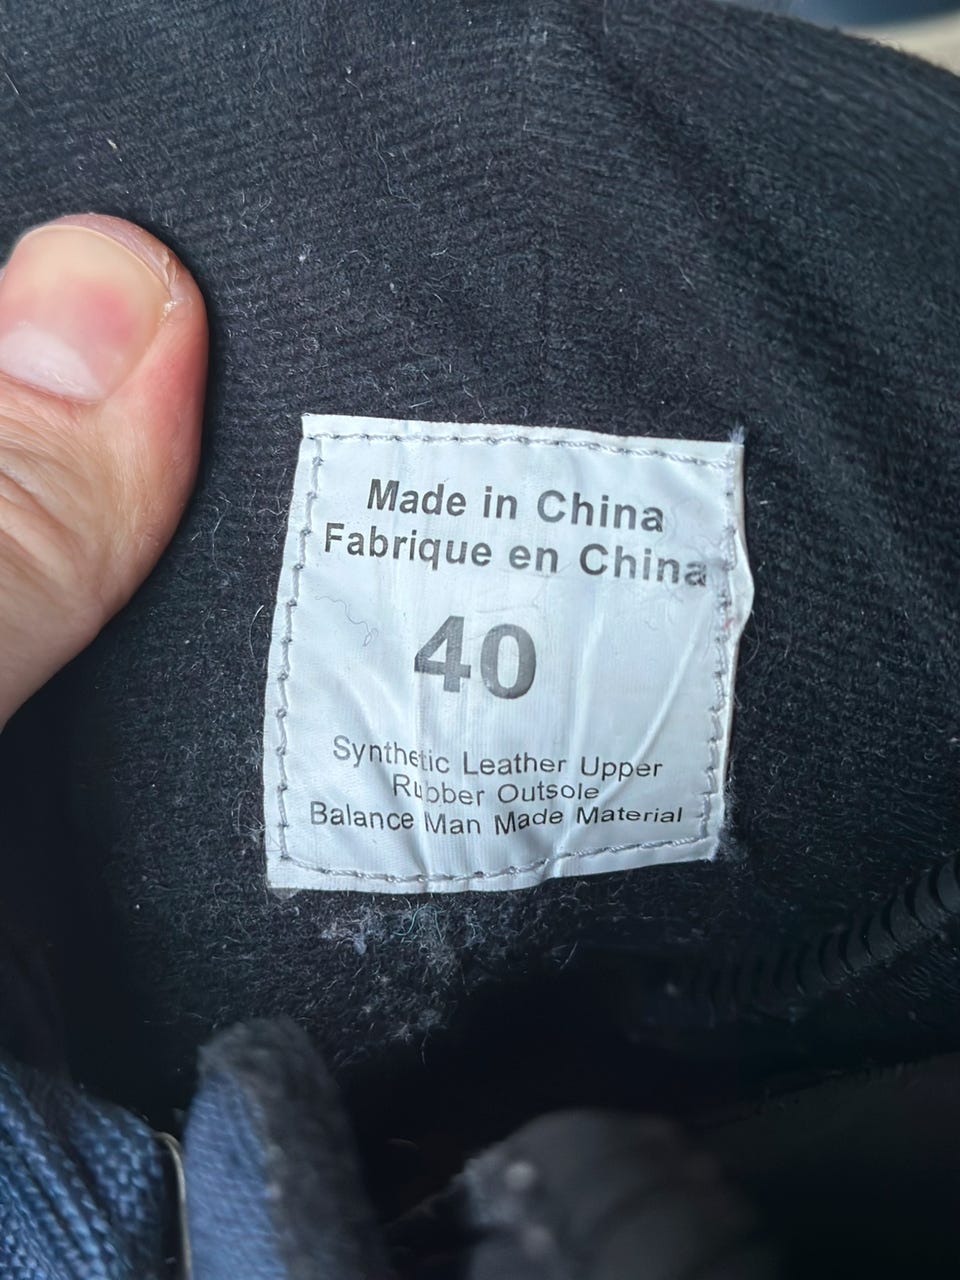 Made in China
Fabrique en China
40
Synthetic Leather Upper
Rubber Outsole
Balance Man Made Material